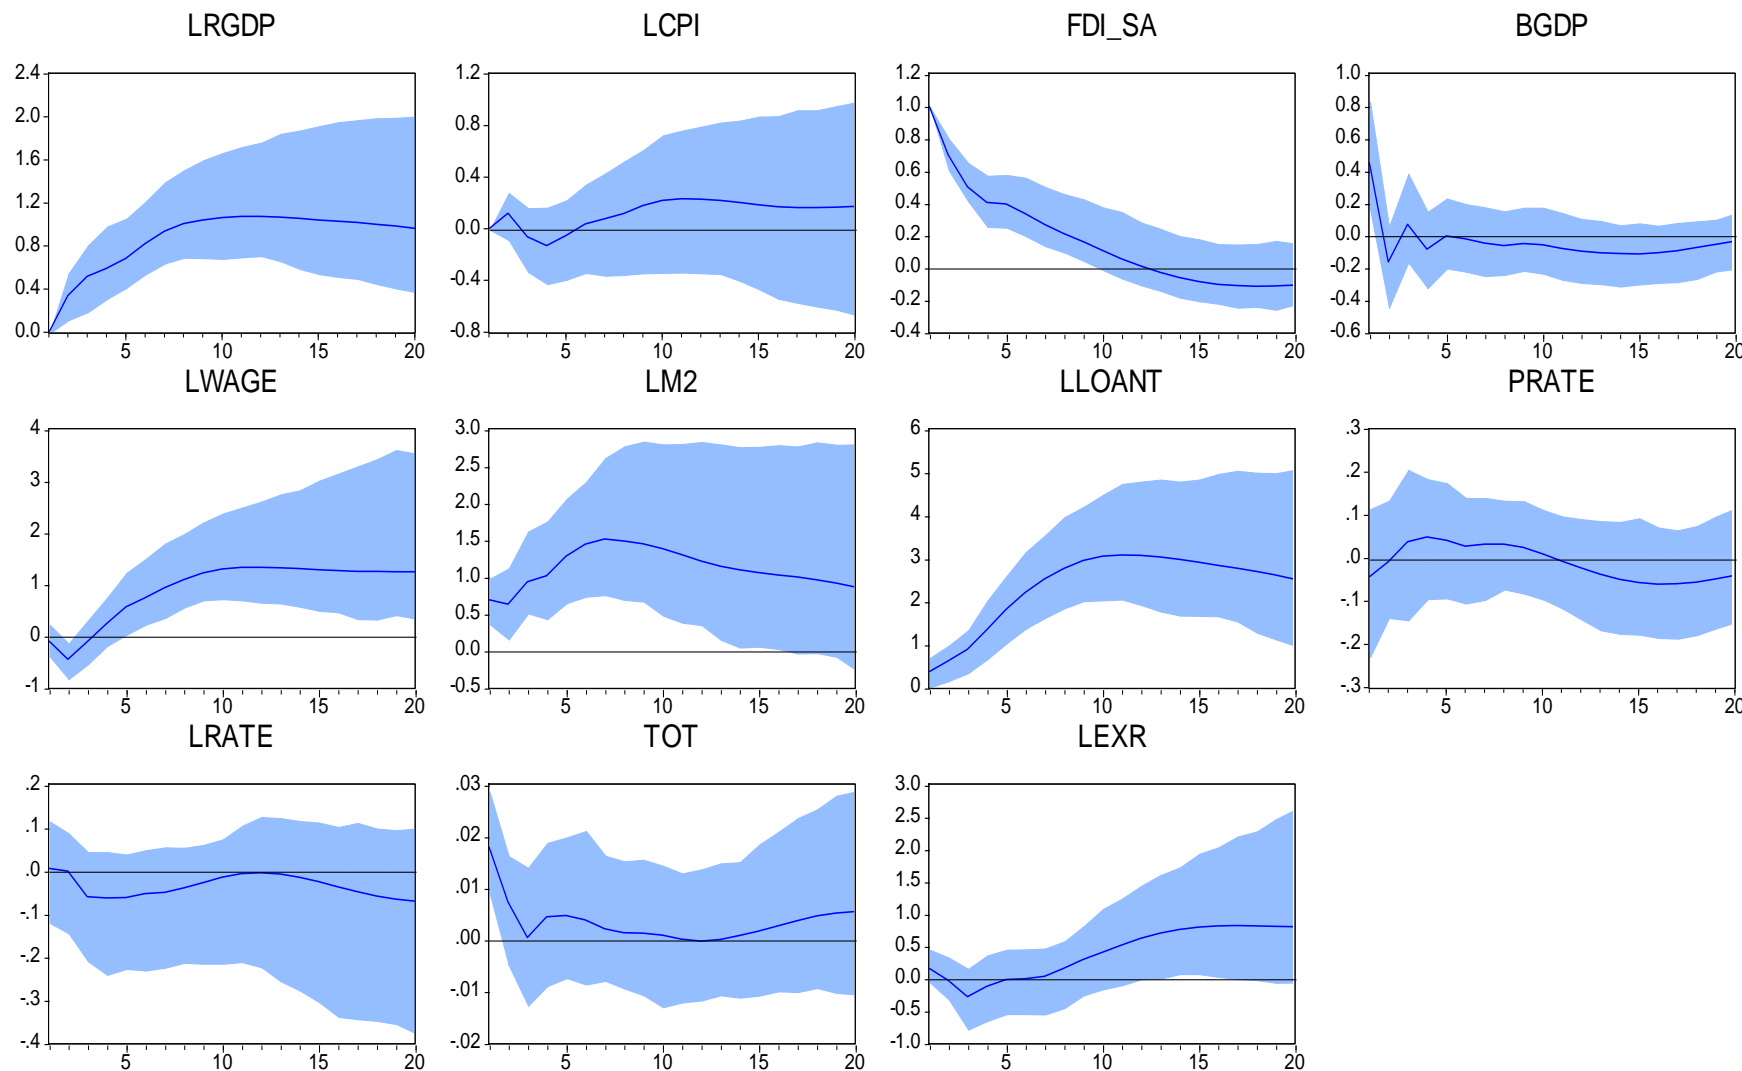 LRGDP LCPI FDI_SA BGDP
2.4 2.0 1.6 1.2 0.8 0.4 0.0
5 10 15 20
1.2 0.8 0.4 0.0 -0.4 -0.8
5 10 15 20
1.2 1.0 0.8 0.6 0.4 0.2 0.0 -0.2 -0.4
5 10 15 20
1.0 0.8 0.6 0.4 0.2 0.0 -0.2 -0.4 -0.6
5 10 15 20
LWAGE LM2 LLOANT PRATE
4 3 2 1 0 -1
5 10 15 20
3.0 2.5 2.0 1.5 1.0 0.5 0.0 -0.5
5 10 15 20
6 5 4 3 2 1 0
5 10 15 20
.3 .2 .1 .0 -.1 -.2 -.3
5 10 15 20
LRATE TOT LEXR
.2 .1 .0 -.1 -.2 -.3 -.4
5 10 15 20
.03 .02 .01 .00 -.01 -.02
5 10 15 20
3.0 2.5 2.0 1.5 1.0 0.5 0.0 -0.5 -1.0
5 10 15 20